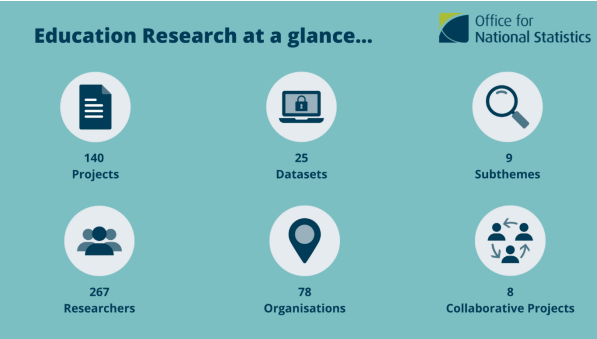 Education Research at a glance...
Office for
National Statistics
140
Projects
25
Datasets
9
Subthemes
267
Researchers
78
Organisations
8
Collaborative Projects